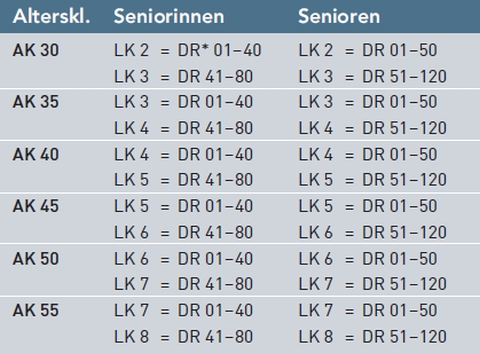 Alterskl. Seniorinnen Senioren
AK 30 LK 2 = DR* 01–40 LK 2 = DR 01–50
LK 3 = DR 41–80 LK 3 = DR 51–120
AK 35 LK 3 = DR 01–40 LK 3 = DR 01–50
LK 4 = DR 41–80 LK 4 = DR 51–120
AK 40 LK 4 = DR 01–40 LK 4 = DR 01–50
LK 5 = DR 41–80 LK 5 = DR 51–120
AK 45 LK 5 = DR 01–40 LK 5 = DR 01–50
LK 6 = DR 41–80 LK 6 = DR 51–120
AK 50 LK 6 = DR 01–40 LK 6 = DR 01–50
LK 7 = DR 41–80 LK 7 = DR 51–120
AK 55 LK 7 = DR 01–40 LK 7 = DR 01–50
LK 8 = DR 41–80 LK 8 = DR 51–120